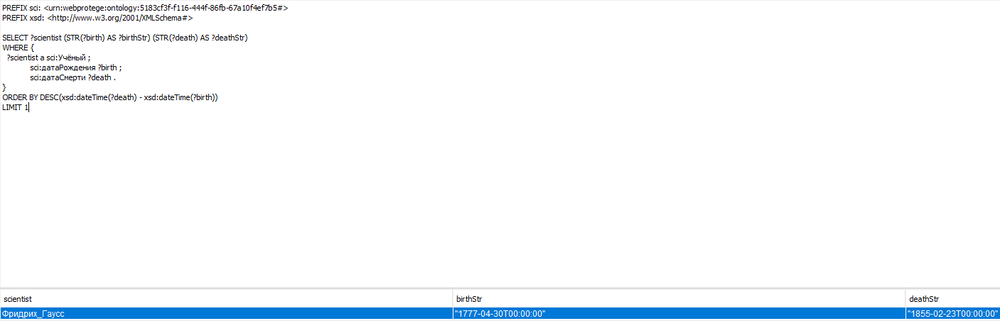 PREFIX sci: <urn:webprotege:ontology:5183cf3f-f116-444f-86fb-67a10f4ef7b5#>
PREFIX xsd: <http://www.w3.org/2001/XMLSchema#>
SELECT ?scientist (STR(?birth) AS ?birthStr) (STR(?death) AS ?deathStr)
WHERE {
?scientist a sci:Учёный ;
sci:датаРождения ?birth ;
sci:датаСмерти ?death .
}
ORDER BY DESC(xsd:dateTime(?death) - xsd:dateTime(?birth))
LIMIT 1
scientist birthStr deathStr
Фридрих_Гаусс "1777-04-30T00:00:00" "1855-02-23T00:00:00"